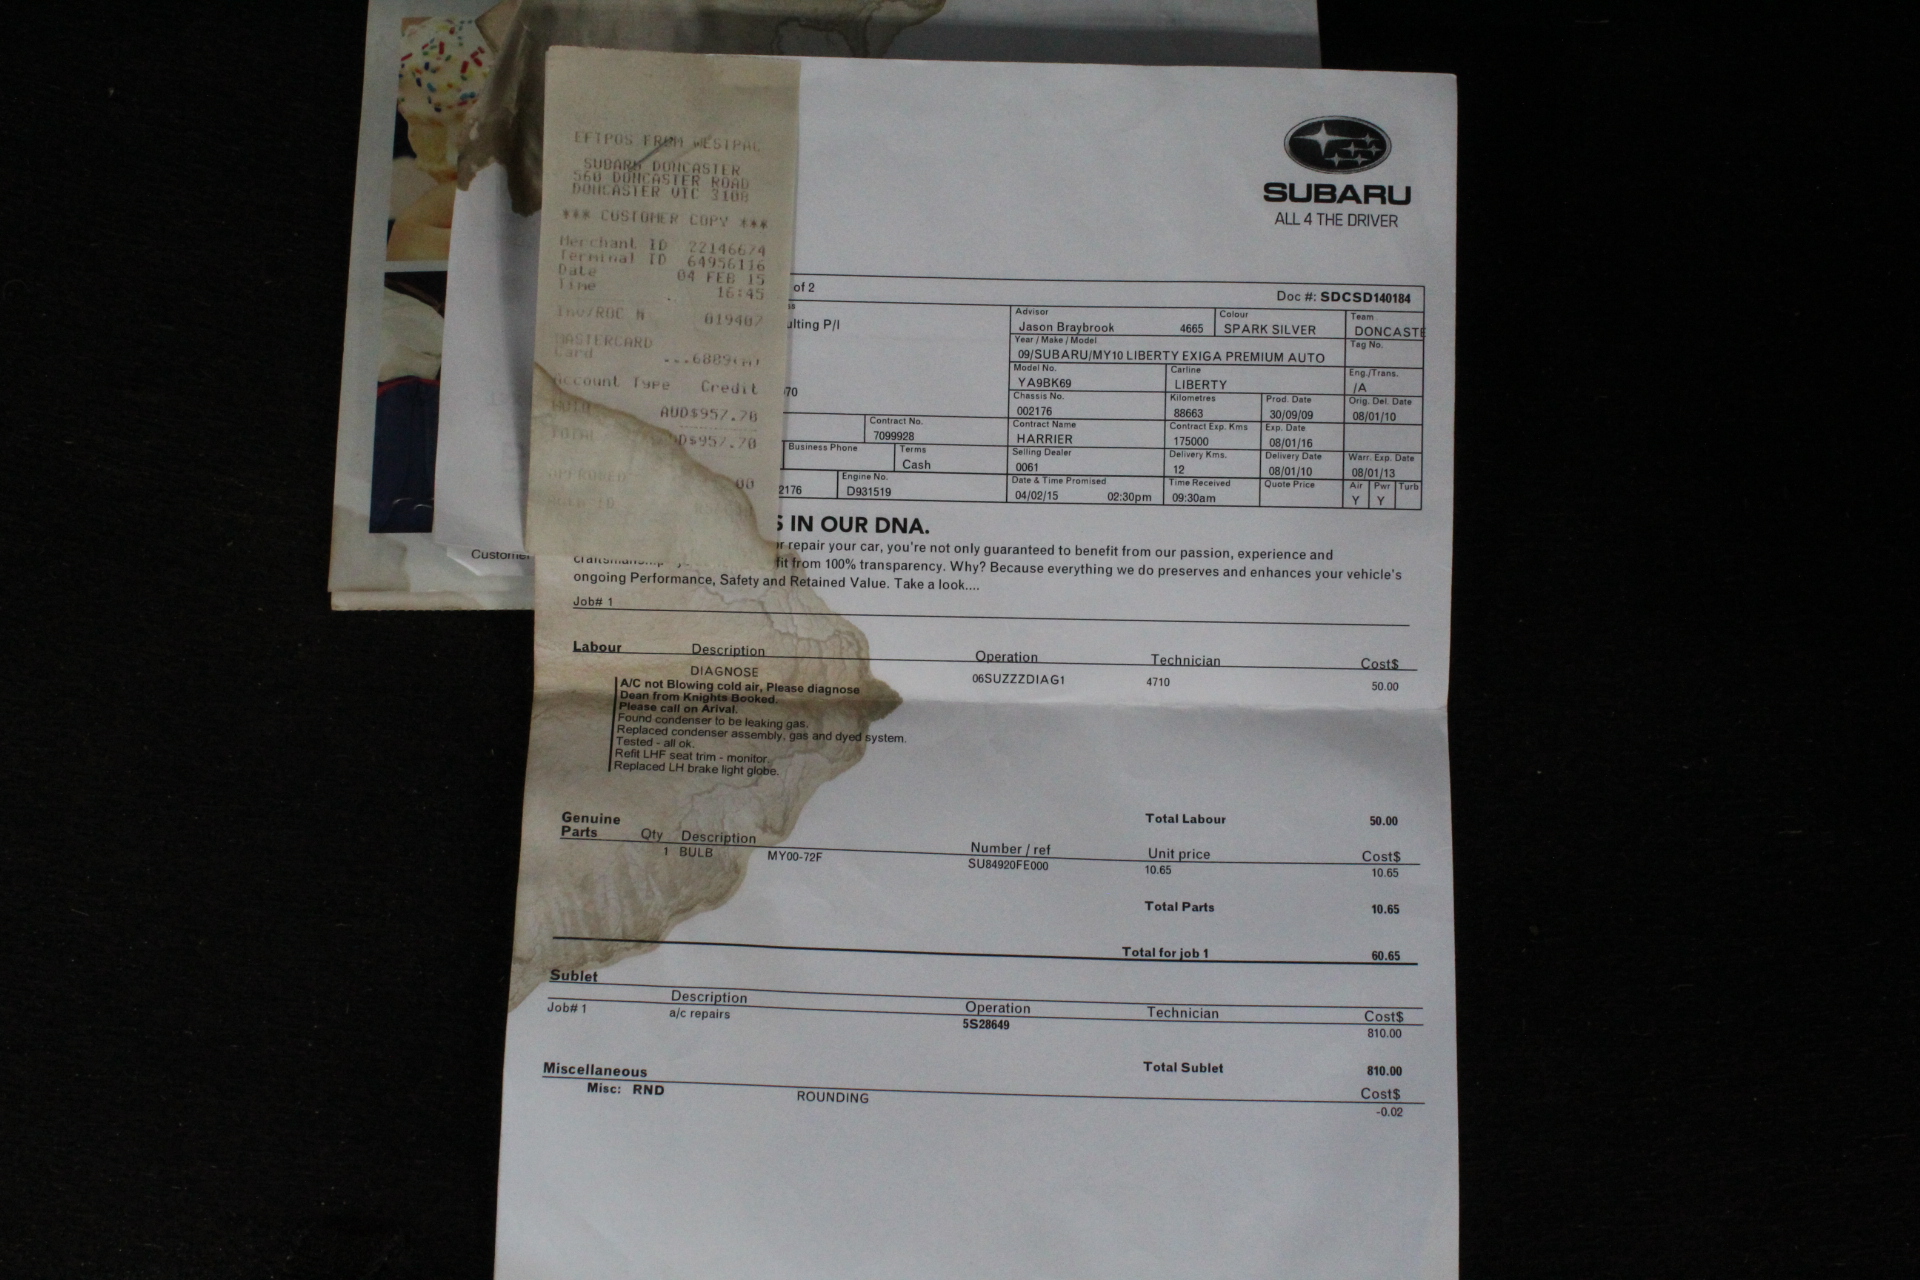 EFTPOS FROM WESTPAC
SUBARU DONCASTER
560 DONCASTER ROAD
DONCASTER VIC 3108
*** CUSTOMER COPY ***
Merchant ID 22146674
Terminal ID 64956116
Date 04 FEB 15
Time 16:45
Inv/ROC # 019407
MASTERCARD
Card
Account Type Credit
AUD$957.70
TOTAL D$957.70
00
SUBARU
ALL 4 THE DRIVER
of 2 Doc #: SDCSD140184
ulting P/l
Advisor Colour Team
Jason Braybrook 4665 SPARK SILVER DONCASTE
Year / Make / Model Tag No.
09/SUBARU/MY10 LIBERTY EXIGA PREMIUM AUTO
Model No. Carline Eng./Trans.
YA9BK69 LIBERTY /A
70
Chassis No. Kilometres Prod. Date Orig. Del. Date
002176 88663 30/09/09 08/01/10
Contract No. Contract Name Contract Exp. Kms Exp. Date
7099928 HARRIER 175000 08/01/16
Business Phone Terms Selling Dealer Delivery Kms. Delivery Date Warr. Exp. Date
Cash 0061 12 08/01/10 08/01/13
Engine No. Date & Time Promised Time Received Quote Price Air Pwr Turb
2176 D931519 04/02/15 02:30pm 09:30am Y Y
S IN OUR DNA.
or repair your car, you're not only guaranteed to benefit from our passion, experience and
fit from 100% transparency. Why? Because everything we do preserves and enhances your vehicle's
ongoing Performance, Safety and Retained Value. Take a look....
Customer
Job# 1
Labour Description Operation Technician Cost$
DIAGNOSE 06SUZZZDIAG1 4710 50.00
A/C not Blowing cold air, Please diagnose
Dean from Knights Booked.
Please call on Arival.
Found condenser to be leaking gas.
Replaced condenser assembly, gas and dyed system.
Tested - all ok.
Refit LHF seat trim - monitor.
Replaced LH brake light globe.
Total Labour 50.00
Genuine
Parts Qty Description Number / ref Unit price Cost$
1 BULB MY00-72F SU84920FE000 10.65 10.65
Total Parts 10.65
Total for job 1 60.65
Sublet
Description Operation Technician Cost$
Job# 1 a/c repairs 5S28649 810.00
Total Sublet 810.00
Miscellaneous Cost$
Misc: RND ROUNDING -0.02